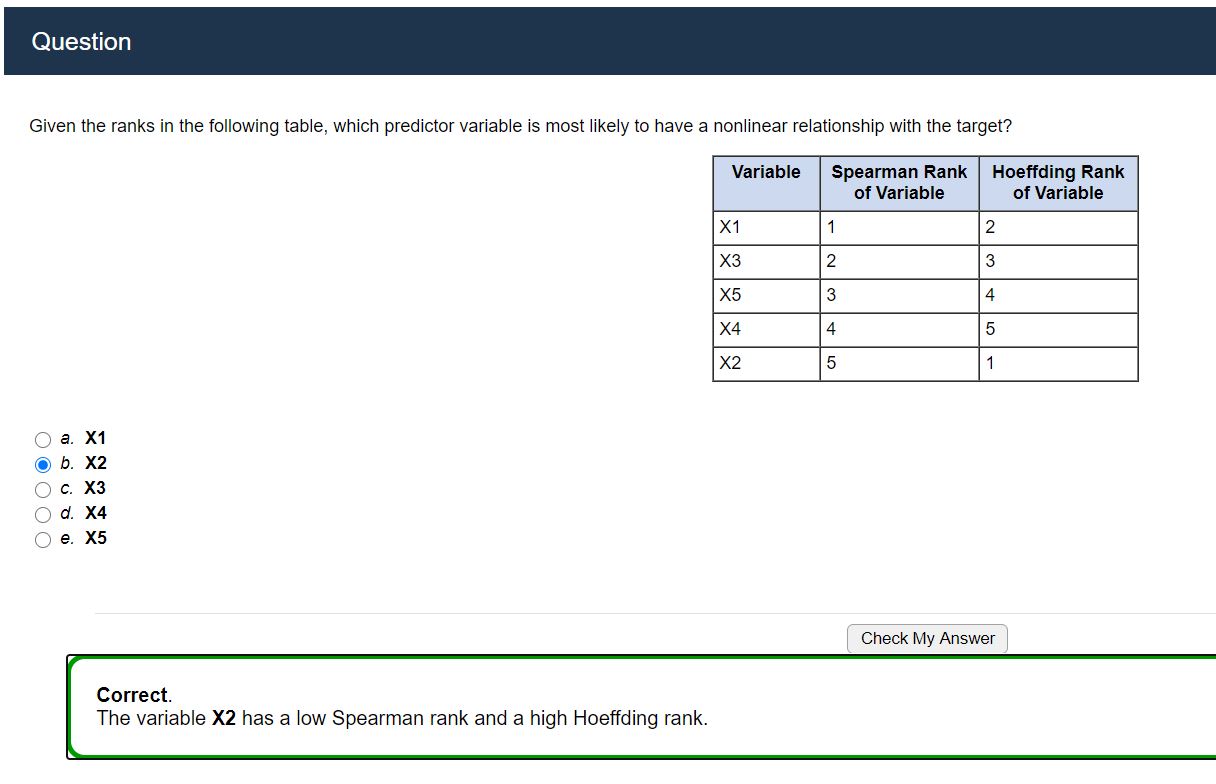 Question
Given the ranks in the following table, which predictor variable is most likely to have a nonlinear relationship with the target?
Variable Spearman Rank of Variable Hoeffding Rank of Variable
X1 1 2
X3 2 3
X5 3 4
X4 4 5
X2 5 1
a. X1
b. X2
c. X3
d. X4
e. X5
Check My Answer
Correct.
The variable X2 has a low Spearman rank and a high Hoeffding rank.